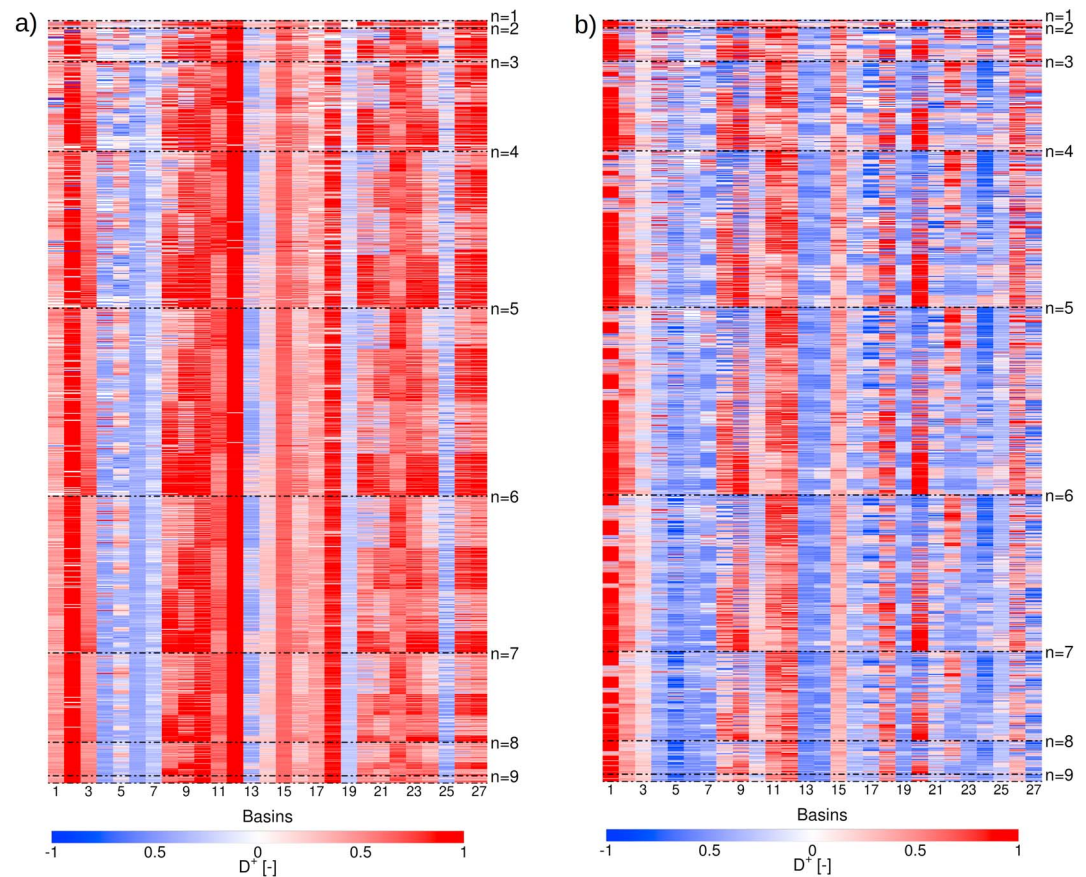 a)
n=1
n=2
n=3
n=4
n=5
n=6
n=7
n=8
n=9
1 3 5 7 9 11 13 15 17 19 21 23 25 27
Basins
-1 0.5 0 0.5 1
D+ [-]
b)
n=1
n=2
n=3
n=4
n=5
n=6
n=7
n=8
n=9
1 3 5 7 9 11 13 15 17 19 21 23 25 27
Basins
-1 0.5 0 0.5 1
D+ [-]